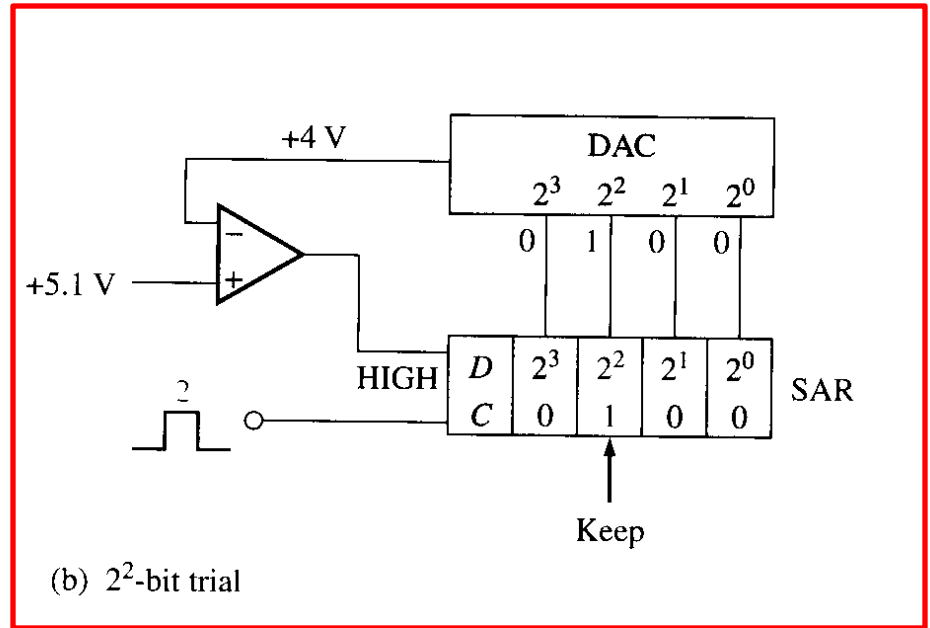 +4 V
DAC
2³ 2² 2¹ 2⁰
0 1 0 0
−
+5.1 V +
HIGH D 2³ 2² 2¹ 2⁰ SAR
2
C 0 1 0 0
Keep
(b) 2²-bit trial